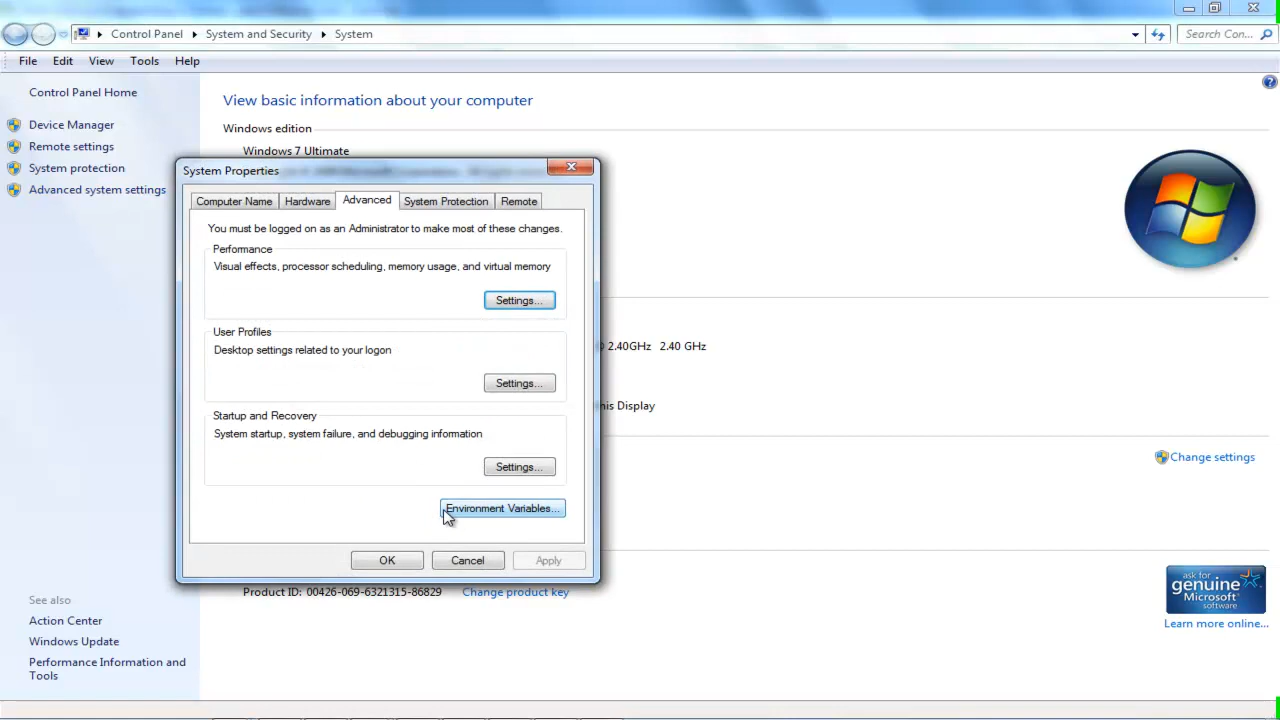 Control Panel System and Security System
Search Con...
File Edit View Tools Help
Control Panel Home
Device Manager
Remote settings
System protection
Advanced system settings
View basic information about your computer
Windows edition
Windows 7 Ultimate
System Properties
Computer Name Hardware Advanced System Protection Remote
You must be logged on as an Administrator to make most of these changes.
Performance
Visual effects, processor scheduling, memory usage, and virtual memory
Settings...
User Profiles
Desktop settings related to your logon
Settings...
Startup and Recovery
System startup, system failure, and debugging information
Settings...
Environment Variables...
OK Cancel Apply
2.40GHz 2.40 GHz
this Display
Change settings
Product ID: 00426-069-6321315-86829 Change product key
ask for
genuine
Microsoft
software
Learn more online...
See also
Action Center
Windows Update
Performance Information and
Tools